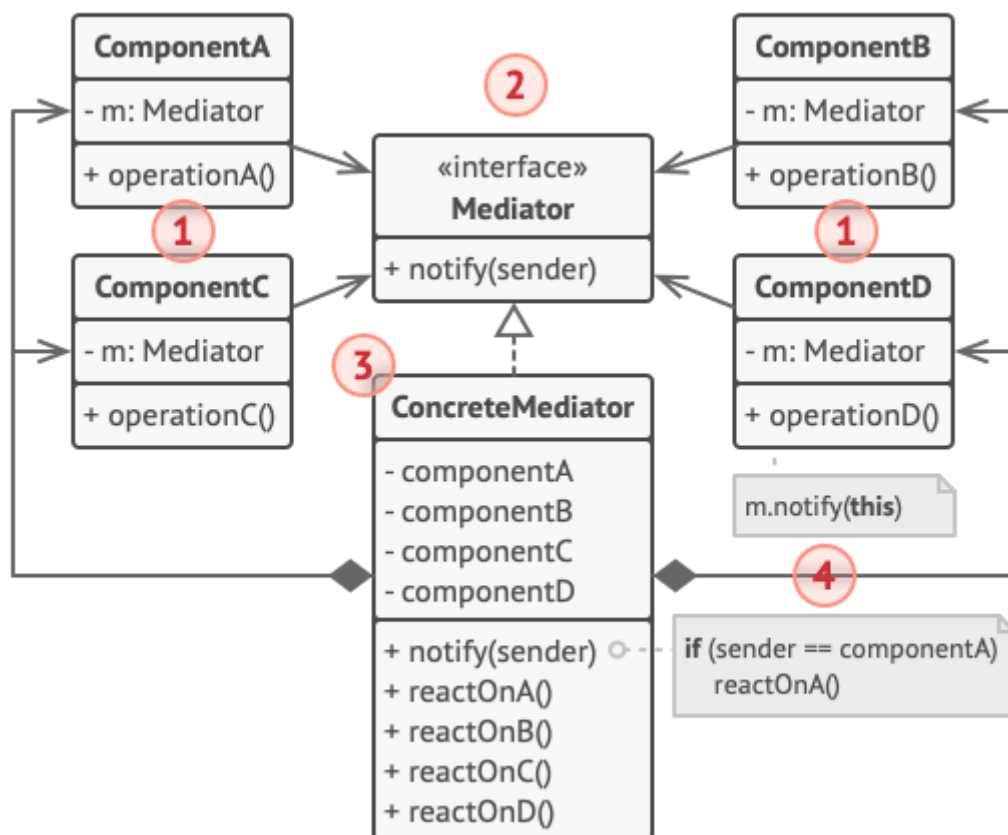 ComponentA
- m: Mediator
+ operationA()
1
ComponentC
- m: Mediator
+ operationC()
2
«interface»
Mediator
+ notify(sender)
ComponentB
- m: Mediator
+ operationB()
1
ComponentD
- m: Mediator
+ operationD()
m.notify(this)
3
ConcreteMediator
- componentA
- componentB
- componentC
- componentD
+ notify(sender)
+ reactOnA()
+ reactOnB()
+ reactOnC()
+ reactOnD()
4
if (sender == componentA)
reactOnA()